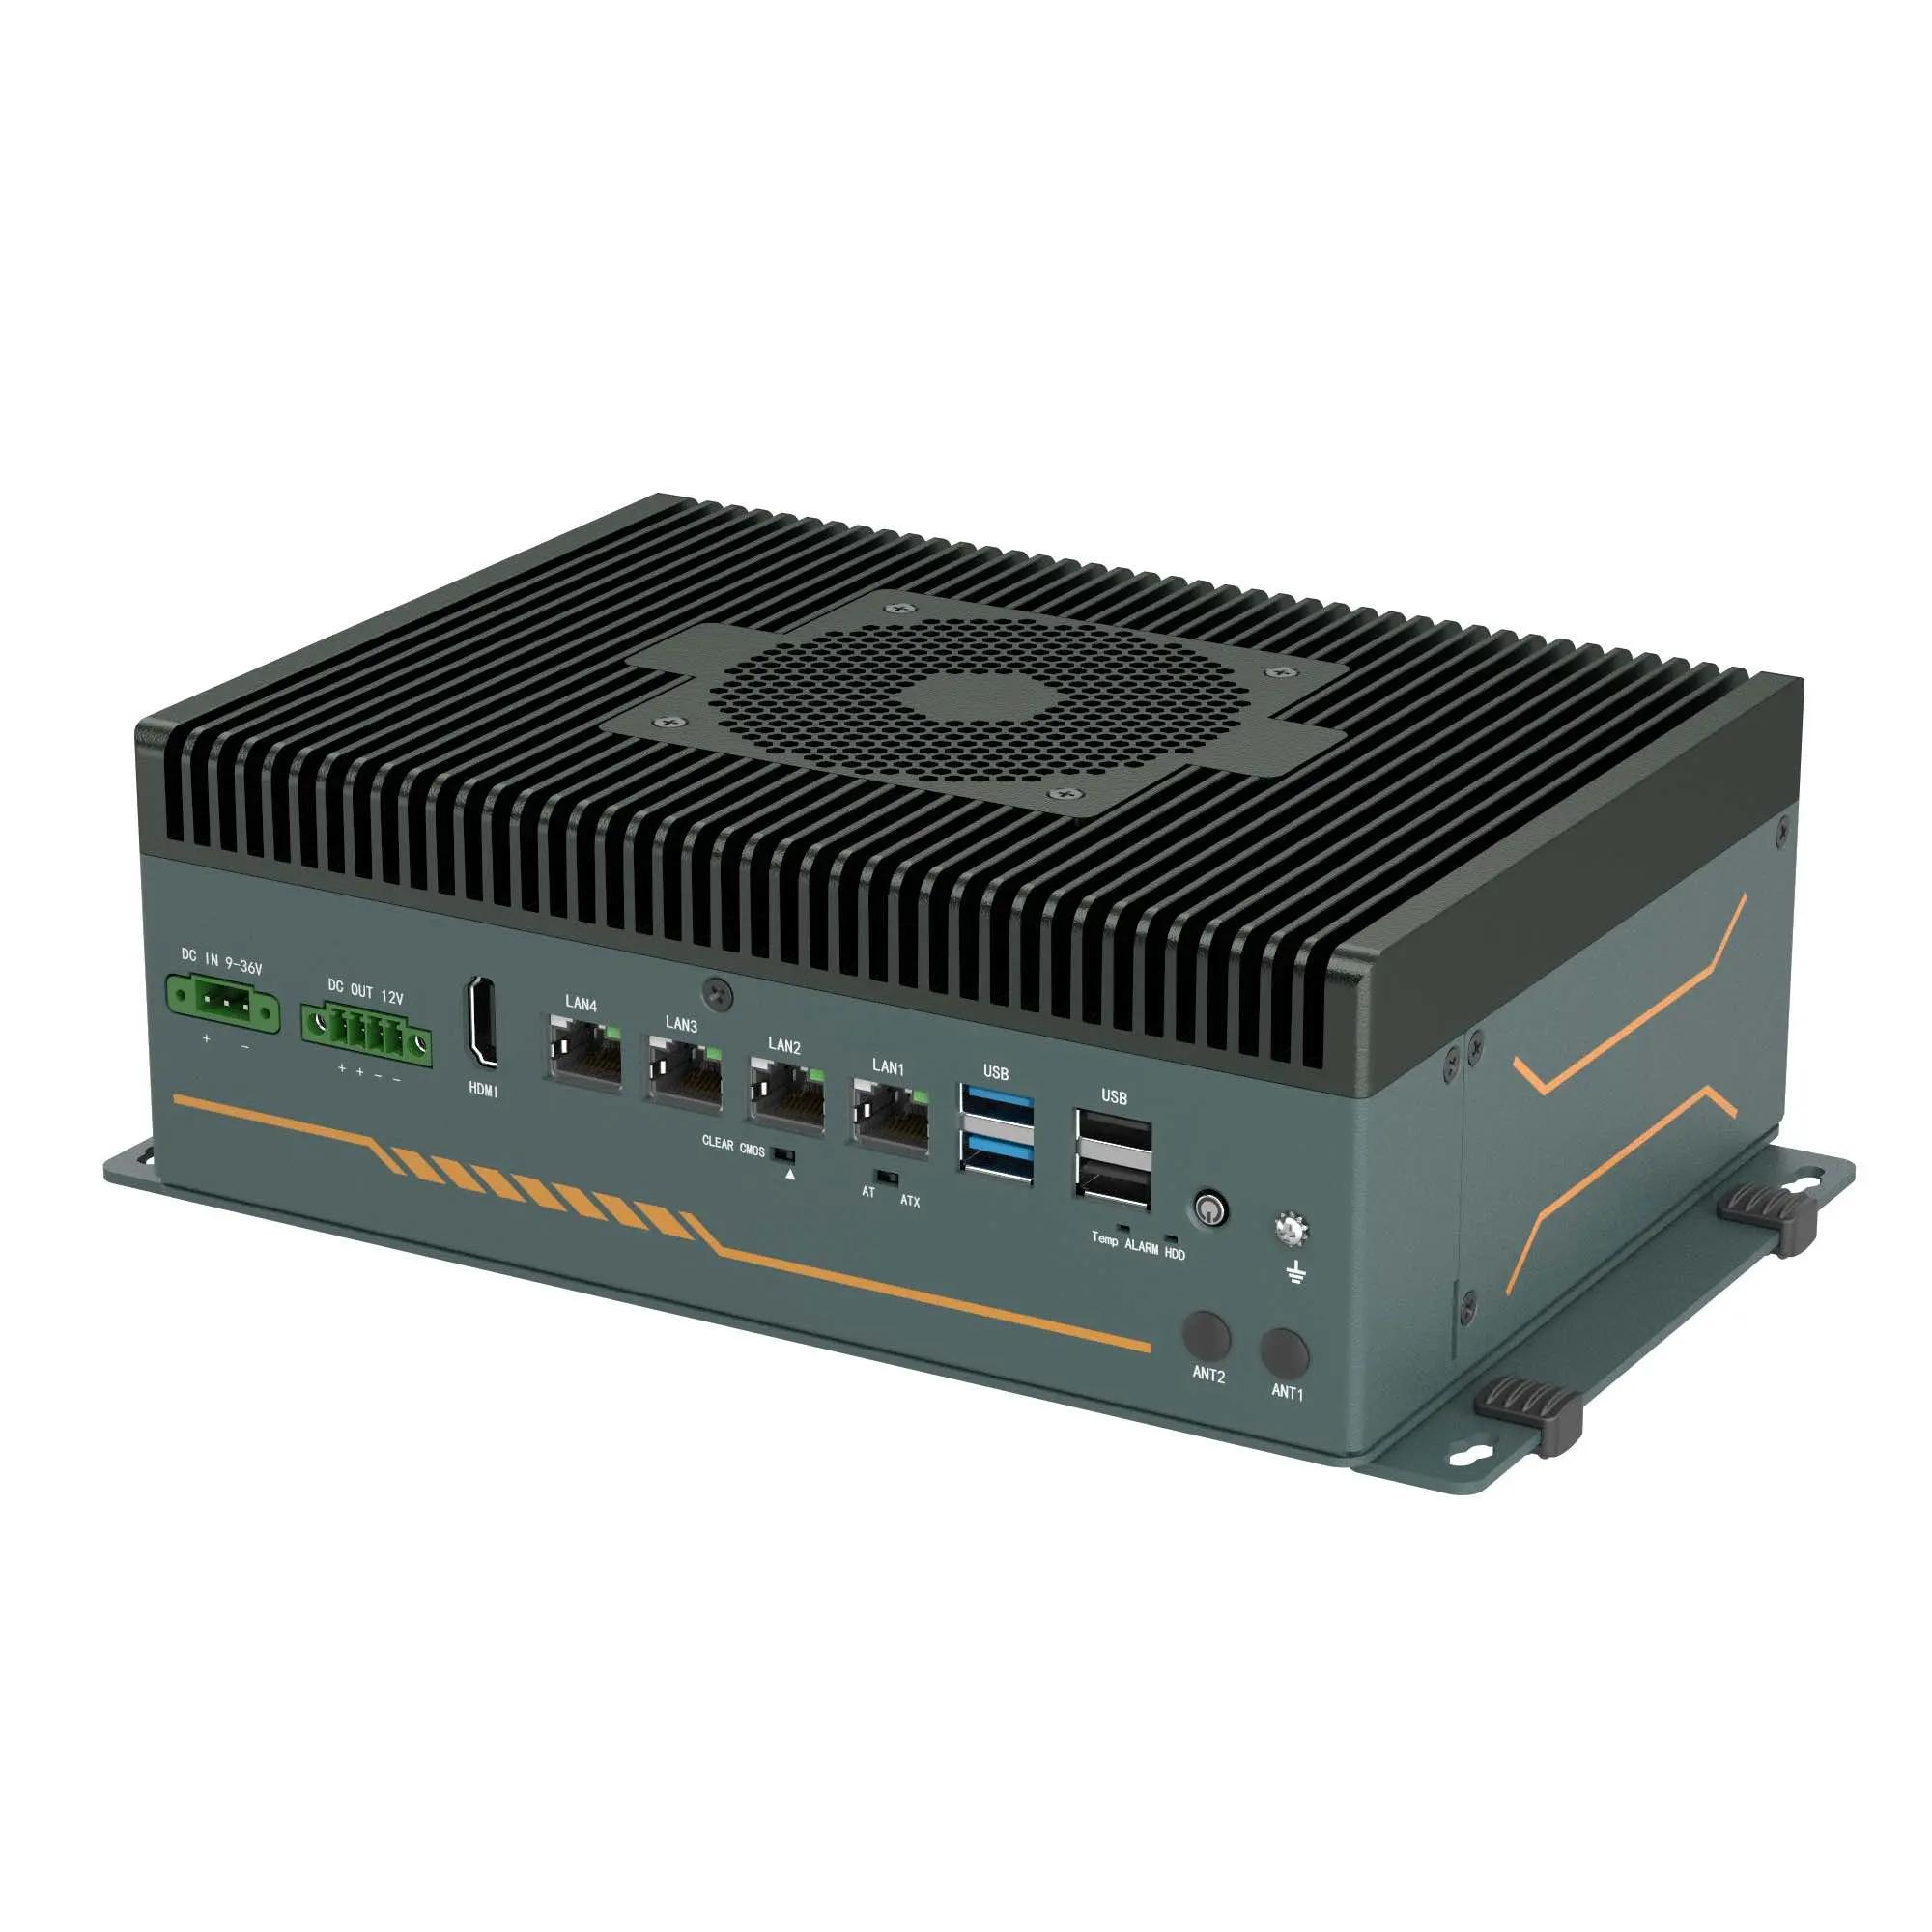 DC IN 9-36V
+ -
DC OUT 12V
+ + - -
HDMI
LAN4
LAN3
LAN2
LAN1
USB
USB
CLEAR CMOS
AT ATX
Temp ALARM HDD
ANT2
ANT1